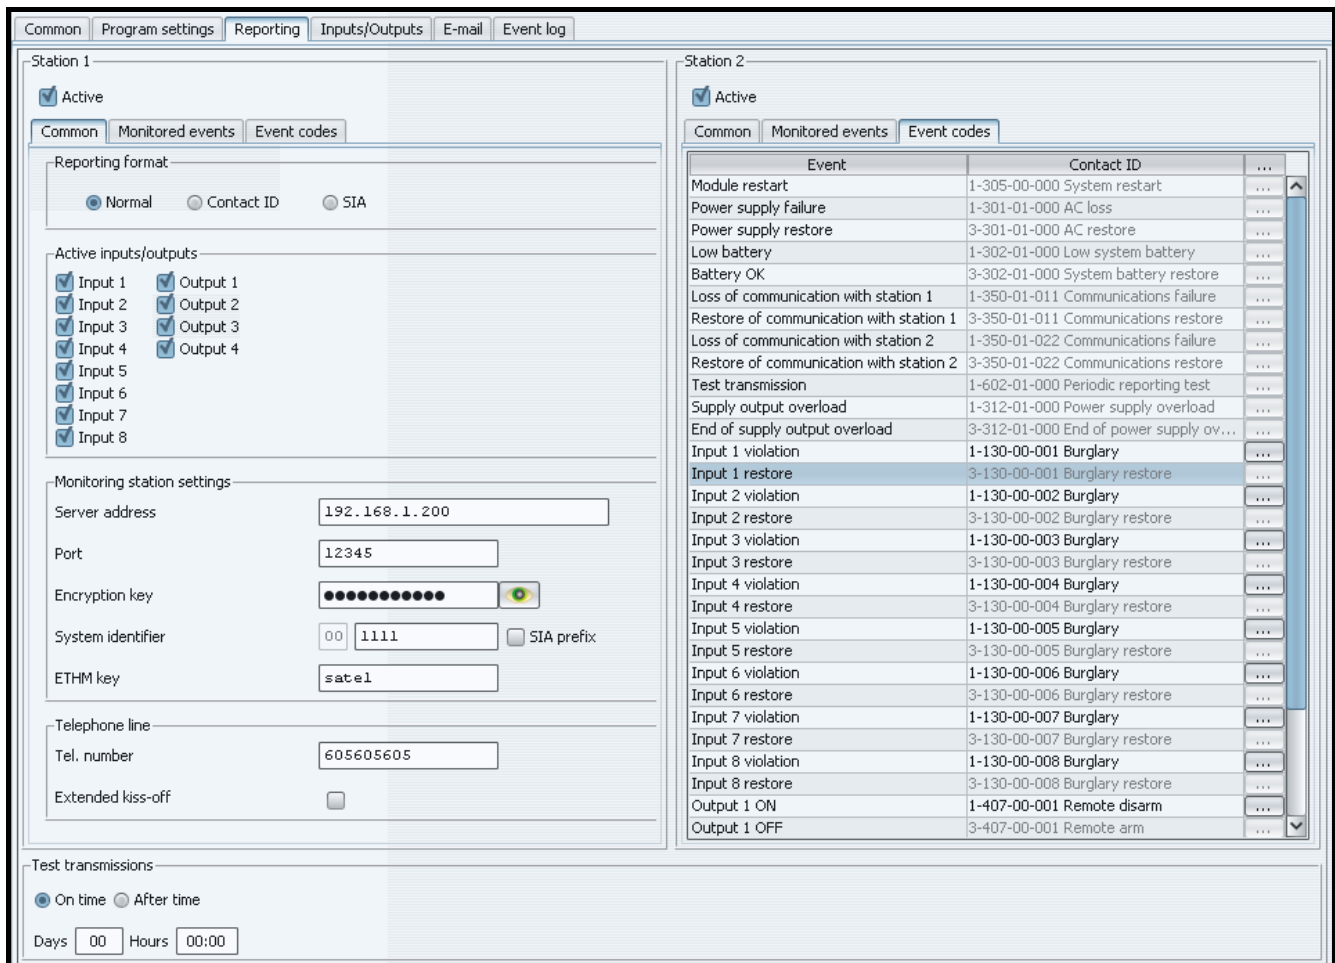 Common Program settings Reporting Inputs/Outputs E-mail Event log
Station 1
Active
Common Monitored events Event codes
Reporting format
Normal Contact ID SIA
Active inputs/outputs
Input 1 Output 1
Input 2 Output 2
Input 3 Output 3
Input 4 Output 4
Input 5
Input 6
Input 7
Input 8
Monitoring station settings
Server address 192.168.1.200
Port 12345
Encryption key ●●●●●●●●●●●
System identifier 00 1111 SIA prefix
ETHM key satel
Telephone line
Tel. number 605605605
Extended kiss-off
Station 2
Active
Common Monitored events Event codes
Event Contact ID ...
Module restart 1-305-00-000 System restart ...
Power supply failure 1-301-01-000 AC loss ...
Power supply restore 3-301-01-000 AC restore ...
Low battery 1-302-01-000 Low system battery ...
Battery OK 3-302-01-000 System battery restore ...
Loss of communication with station 1 1-350-01-011 Communications failure ...
Restore of communication with station 1 3-350-01-011 Communications restore ...
Loss of communication with station 2 1-350-01-022 Communications failure ...
Restore of communication with station 2 3-350-01-022 Communications restore ...
Test transmission 1-602-01-000 Periodic reporting test ...
Supply output overload 1-312-01-000 Power supply overload ...
End of supply output overload 3-312-01-000 End of power supply ov... ...
Input 1 violation 1-130-00-001 Burglary ...
Input 1 restore 3-130-00-001 Burglary restore ...
Input 2 violation 1-130-00-002 Burglary ...
Input 2 restore 3-130-00-002 Burglary restore ...
Input 3 violation 1-130-00-003 Burglary ...
Input 3 restore 3-130-00-003 Burglary restore ...
Input 4 violation 1-130-00-004 Burglary ...
Input 4 restore 3-130-00-004 Burglary restore ...
Input 5 violation 1-130-00-005 Burglary ...
Input 5 restore 3-130-00-005 Burglary restore ...
Input 6 violation 1-130-00-006 Burglary ...
Input 6 restore 3-130-00-006 Burglary restore ...
Input 7 violation 1-130-00-007 Burglary ...
Input 7 restore 3-130-00-007 Burglary restore ...
Input 8 violation 1-130-00-008 Burglary ...
Input 8 restore 3-130-00-008 Burglary restore ...
Output 1 ON 1-407-00-001 Remote disarm ...
Output 1 OFF 3-407-00-001 Remote arm ...
Test transmissions
On time After time
Days 00 Hours 00:00